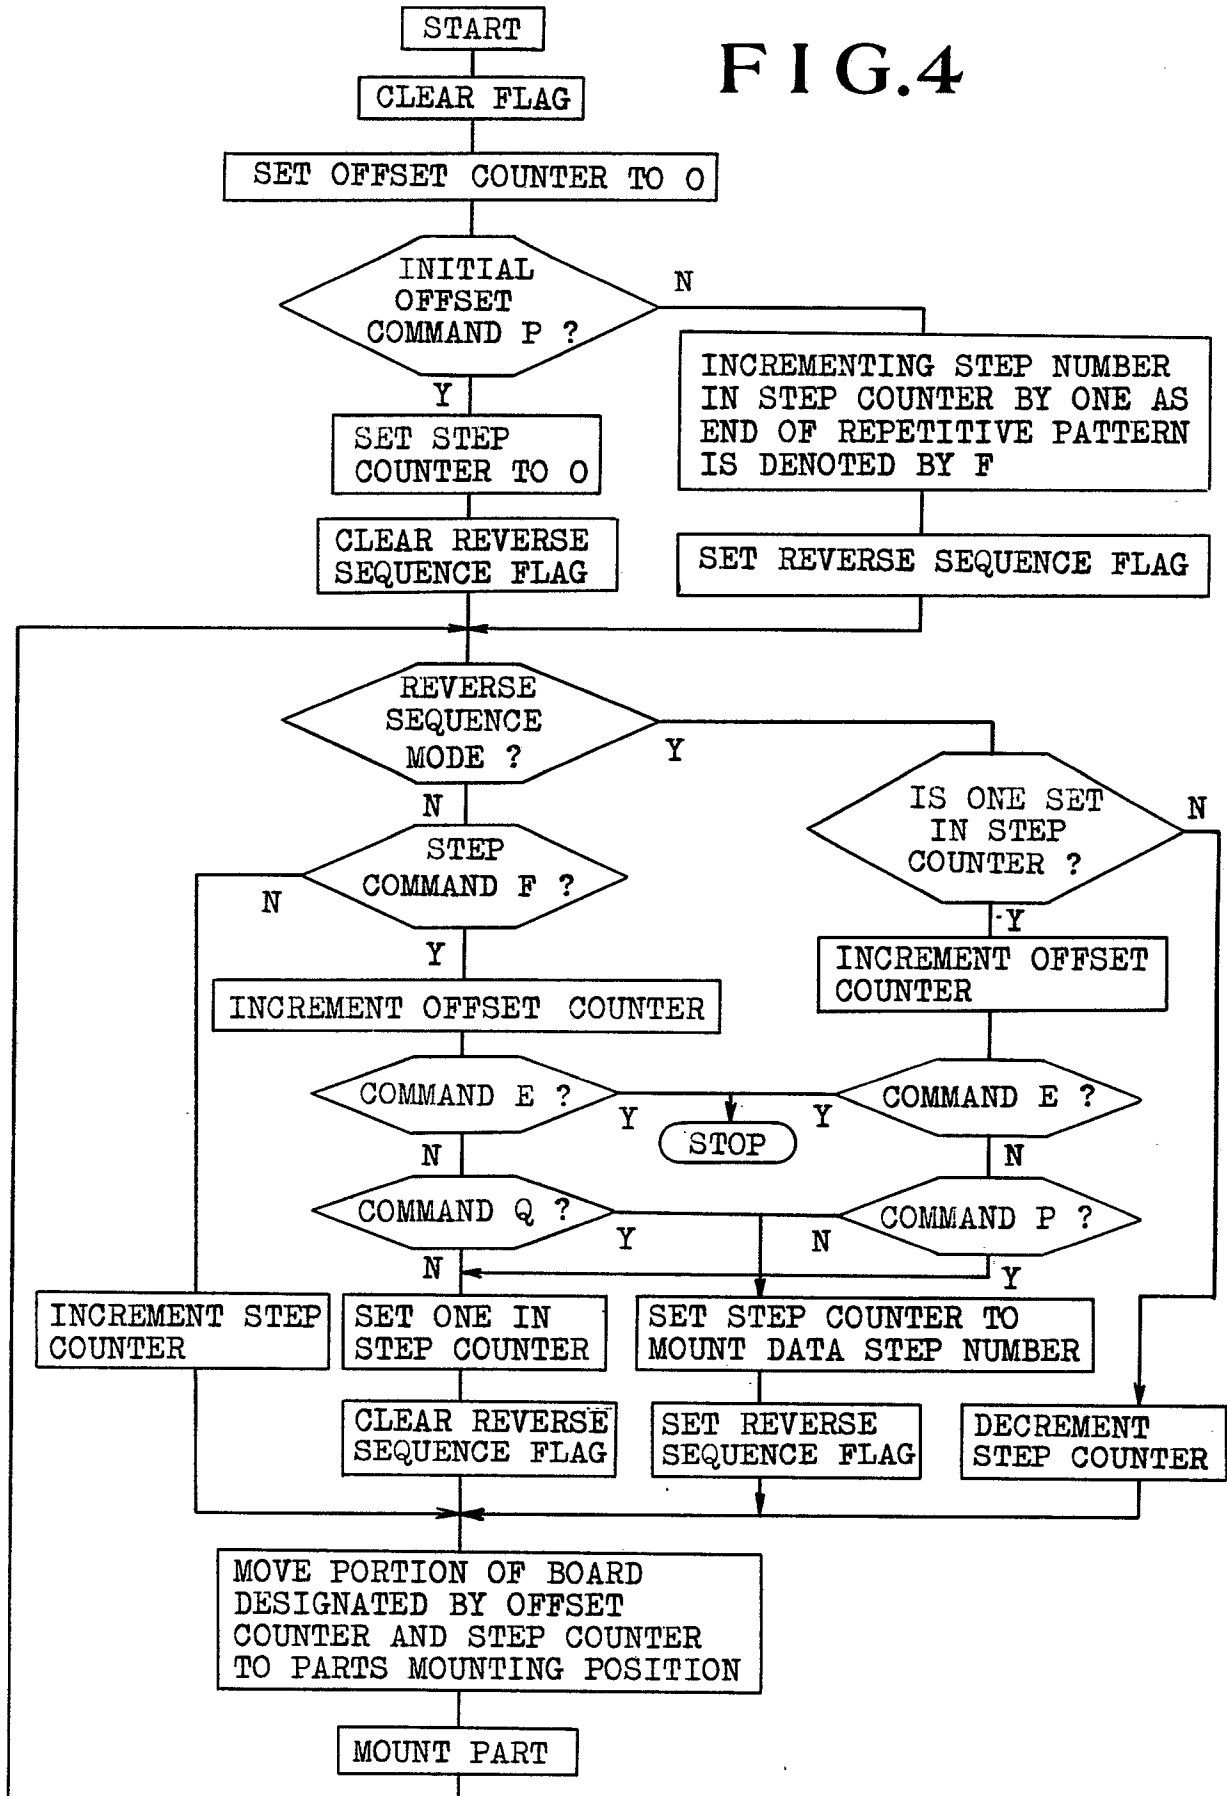 START
FIG.4
CLEAR FLAG
SET OFFSET COUNTER TO 0
INITIAL
OFFSET
COMMAND P ?
N
Y
INCREMENTING STEP NUMBER
IN STEP COUNTER BY ONE AS
END OF REPETITIVE PATTERN
IS DENOTED BY F
SET STEP
COUNTER TO 0
CLEAR REVERSE
SEQUENCE FLAG
SET REVERSE SEQUENCE FLAG
REVERSE
SEQUENCE
MODE ?
Y
N
IS ONE SET
IN STEP
COUNTER ?
N
Y
STEP
COMMAND F ?
N
Y
INCREMENT OFFSET
COUNTER
INCREMENT OFFSET COUNTER
COMMAND E ?
Y
N
STOP
COMMAND E ?
Y
N
COMMAND Q ?
Y
N
COMMAND P ?
N
Y
INCREMENT STEP
COUNTER
SET ONE IN
STEP COUNTER
SET STEP COUNTER TO
MOUNT DATA STEP NUMBER
CLEAR REVERSE
SEQUENCE FLAG
SET REVERSE
SEQUENCE FLAG
DECREMENT
STEP COUNTER
MOVE PORTION OF BOARD
DESIGNATED BY OFFSET
COUNTER AND STEP COUNTER
TO PARTS MOUNTING POSITION
MOUNT PART